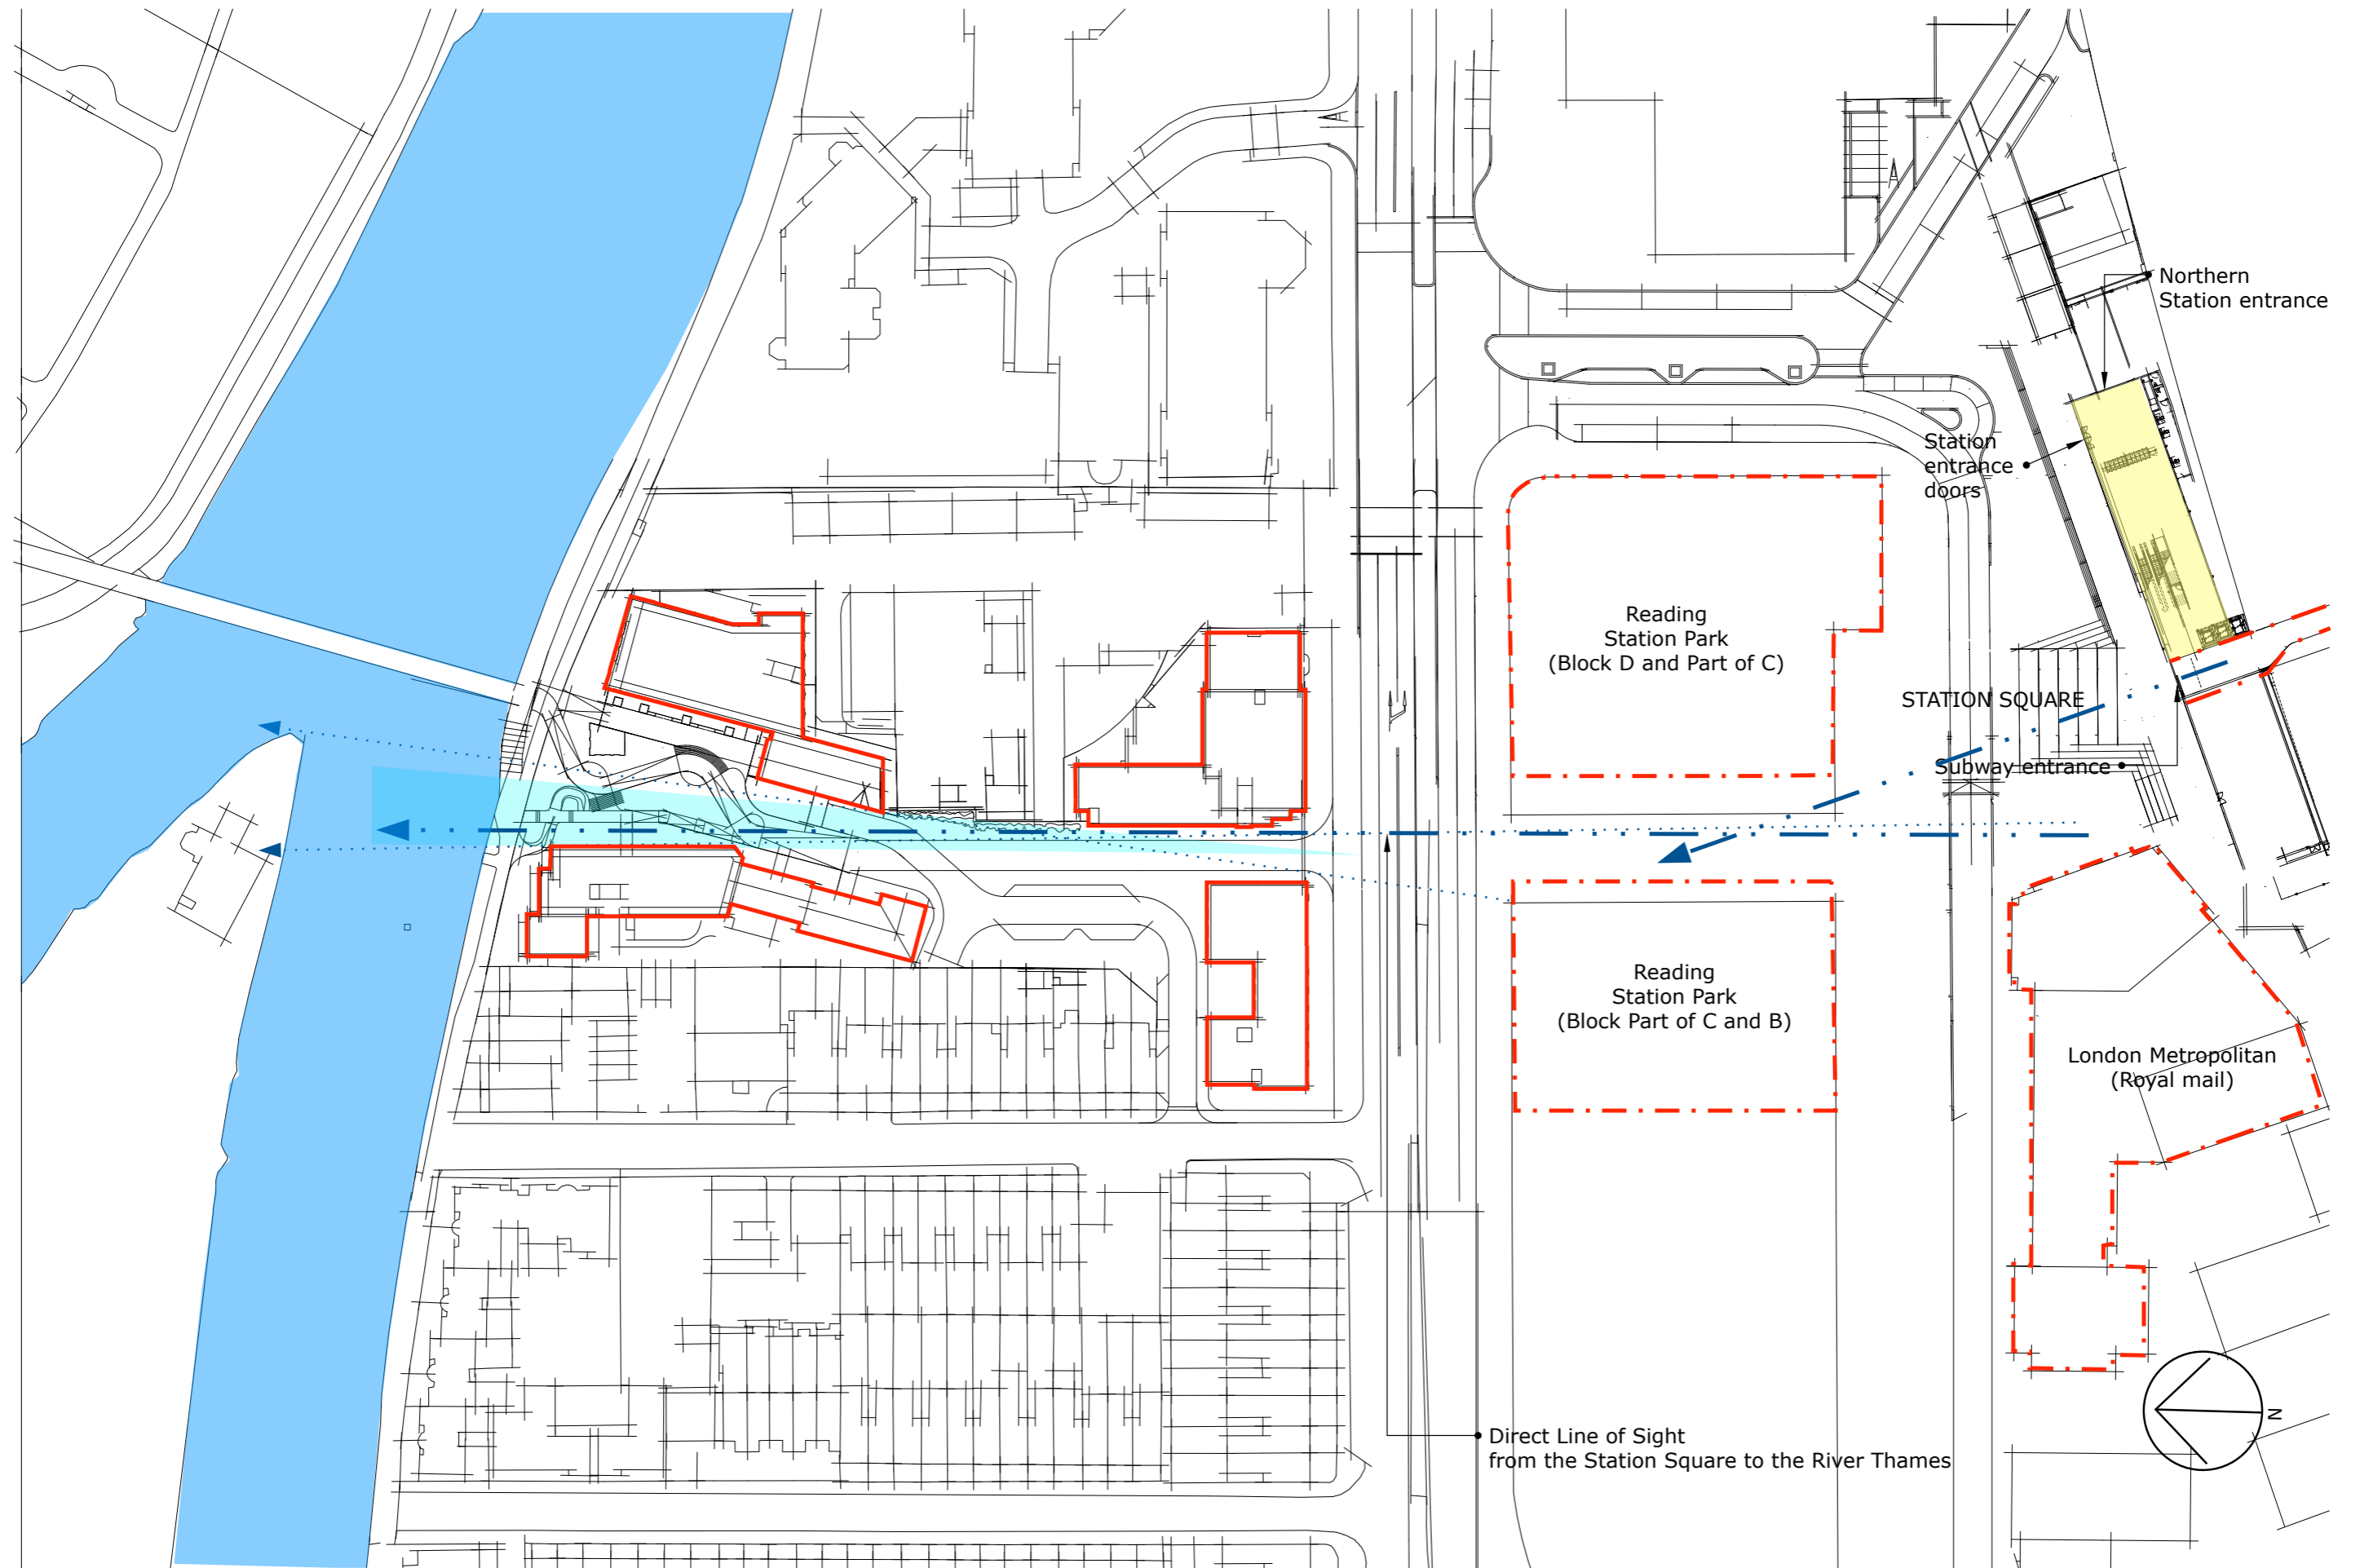 Northern
Station entrance
Station
entrance
doors
Reading
Station Park
(Block D and Part of C)
STATION SQUARE
Subway entrance
Reading
Station Park
(Block Part of C and B)
London Metropolitan
(Royal mail)
N
Direct Line of Sight
from the Station Square to the River Thames